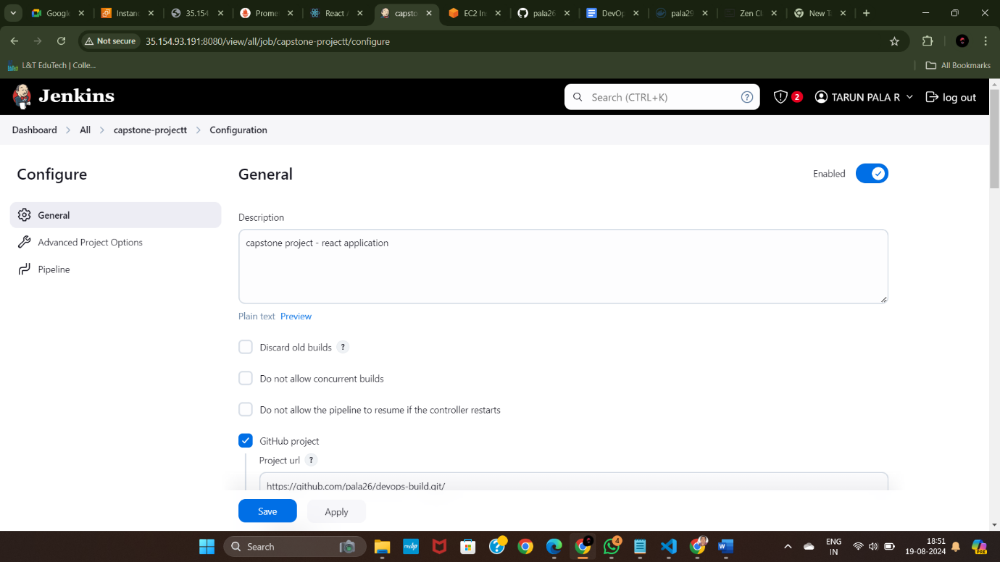 Google
Instanc
35.154
Prome
React A
capsto
EC2 In
pala26
DevOp
pala29
Zen Cl
New T
Not secure
35.154.93.191:8080/view/all/job/capstone-projectt/configure
L&T EduTech | Colle...
All Bookmarks
Jenkins
Search (CTRL+K)
?
2
TARUN PALA R
log out
Dashboard
All
capstone-projectt
Configuration
Configure
General
Enabled
General
Advanced Project Options
Pipeline
Description
capstone project - react application
Plain text Preview
Discard old builds ?
Do not allow concurrent builds
Do not allow the pipeline to resume if the controller restarts
GitHub project
Project url ?
https://github.com/pala26/devops-build.git/
Save
Apply
Search
myhp
4
W
ENG
IN
18:51
19-08-2024
PRE